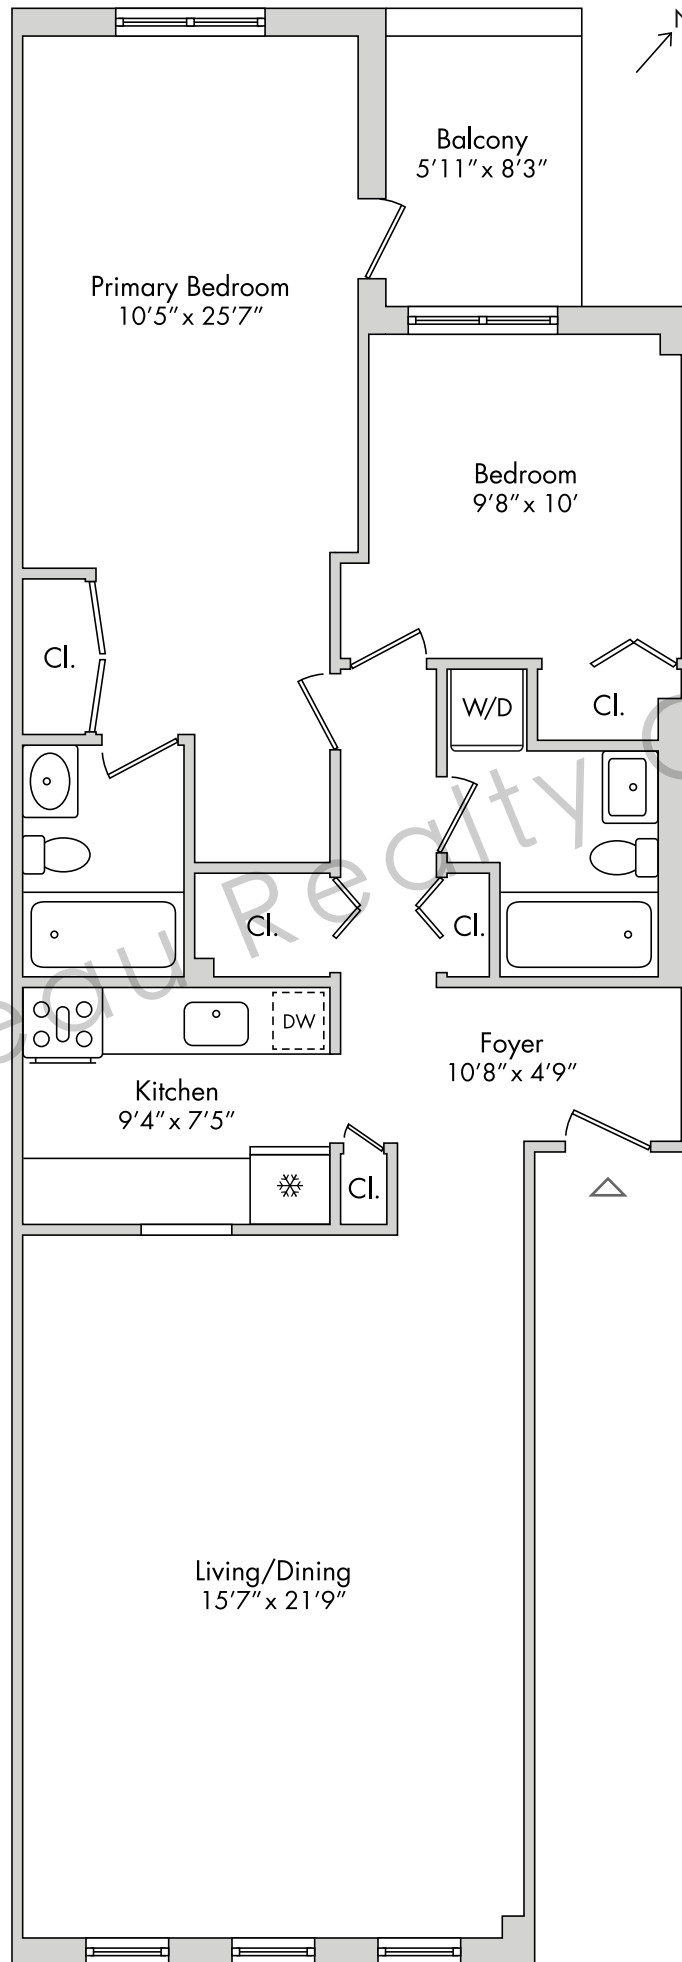 N
Balcony
5'11" x 8'3"
Primary Bedroom
10'5" x 25'7"
Bedroom
9'8" x 10'
Cl.
W/D
Cl.
Cl.
Cl.
DW
Foyer
10'8" x 4'9"
Kitchen
9'4" x 7'5"
Cl.
Living/Dining
15'7" x 21'9"
Realty